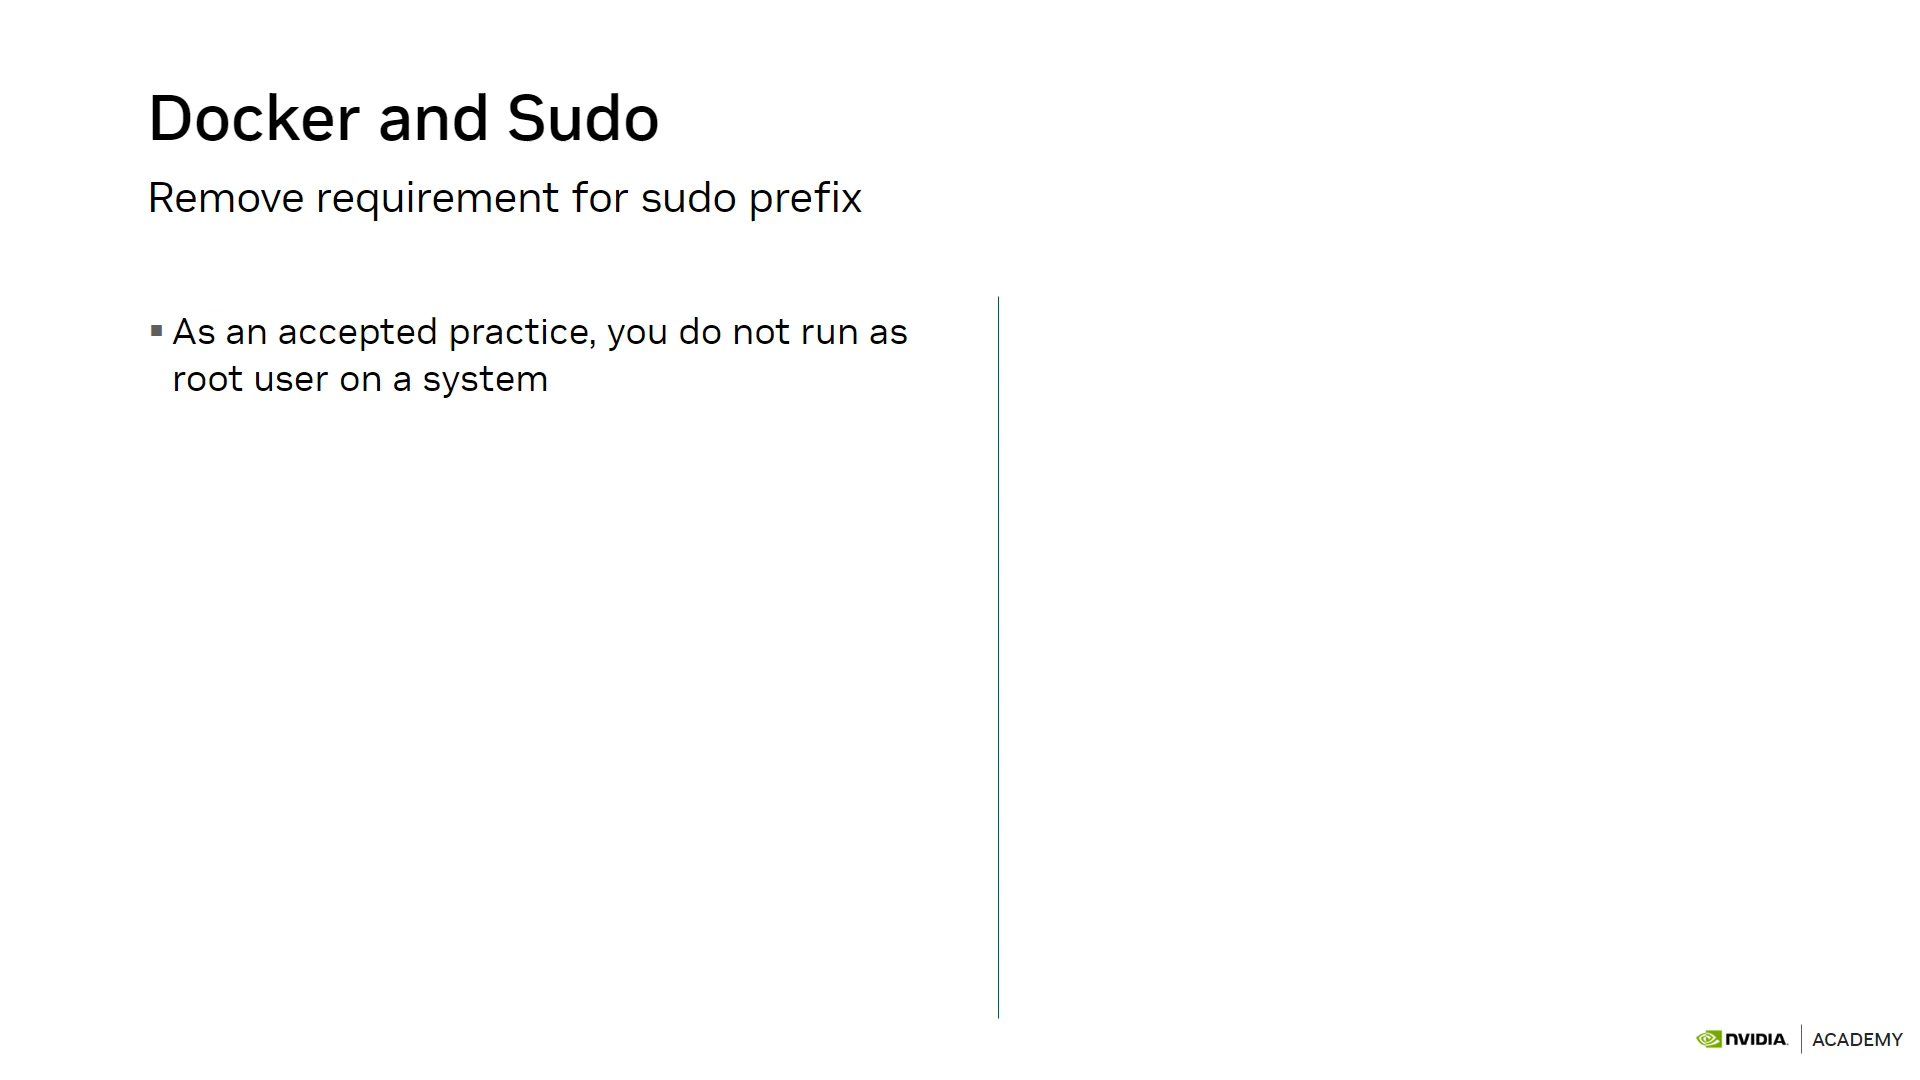 Docker and Sudo
Remove requirement for sudo prefix
▪ As an accepted practice, you do not run as
root user on a system
NVIDIA. | ACADEMY